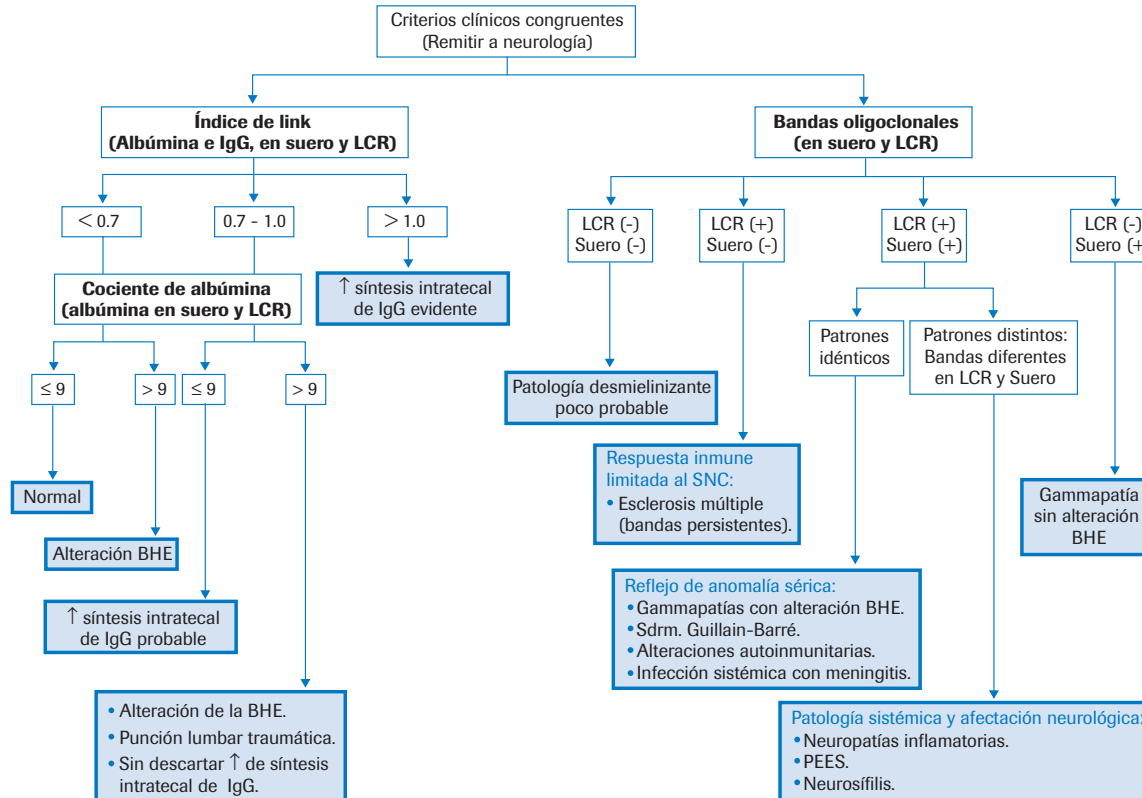 Criterios clínicos congruentes
(Remitir a neurología)
Índice de link
(Albúmina e IgG, en suero y LCR)
< 0.7
0.7 - 1.0
> 1.0
Cociente de albúmina
(albúmina en suero y LCR)
↑ síntesis intratecal
de IgG evidente
≤ 9
> 9
≤ 9
> 9
Normal
Alteración BHE
↑ síntesis intratecal
de IgG probable
• Alteración de la BHE.
• Punción lumbar traumática.
• Sin descartar ↑ de síntesis
intratecal de IgG.
Bandas oligoclonales
(en suero y LCR)
LCR (-)
Suero (-)
LCR (+)
Suero (-)
LCR (+)
Suero (+)
LCR (-)
Suero (+
Patrones
idénticos
Patrones distintos:
Bandas diferentes
en LCR y Suero
Patología desmielinizante
poco probable
Respuesta inmune
limitada al SNC:
• Esclerosis múltiple
(bandas persistentes).
Gammapatía
sin alteración
BHE
Reflejo de anomalía sérica:
• Gammapatías con alteración BHE.
• Sdrm. Guillain-Barré.
• Alteraciones autoinmunitarias.
• Infección sistémica con meningitis.
Patología sistémica y afectación neurológica:
• Neuropatías inflamatorias.
• PEES.
• Neurosífilis.